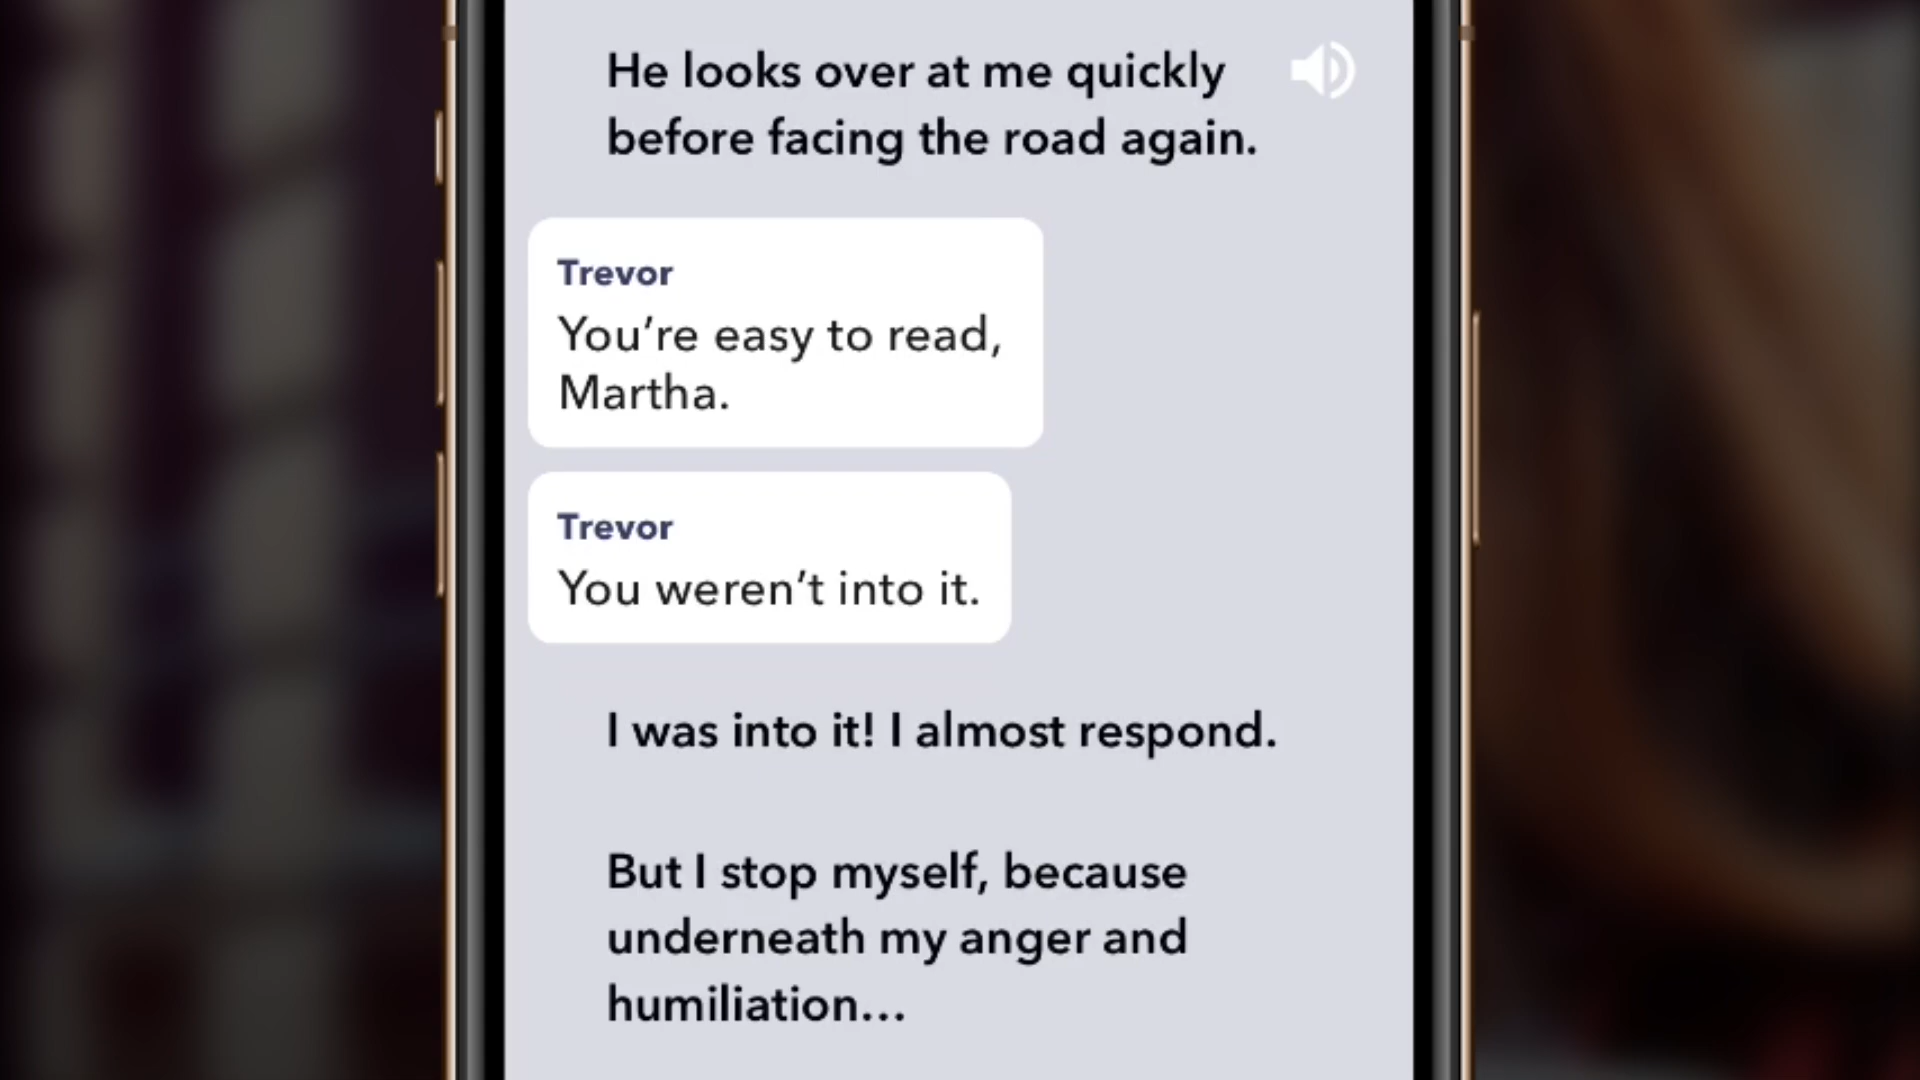 He looks over at me quickly
before facing the road again.
Trevor
You’re easy to read,
Martha.
Trevor
You weren’t into it.
I was into it! I almost respond.
But I stop myself, because
underneath my anger and
humiliation...